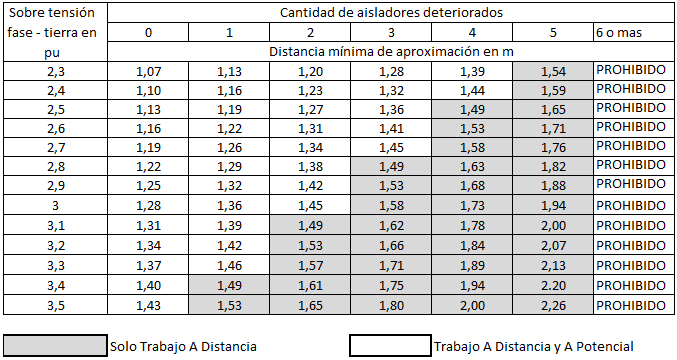 Sobre tensión fase - tierra en pu Cantidad de aisladores deteriorados
0 1 2 3 4 5 6 o mas
Distancia mínima de aproximación en m
2,3 1,07 1,13 1,20 1,28 1,39 1,54 PROHIBIDO
2,4 1,10 1,16 1,23 1,32 1,44 1,59 PROHIBIDO
2,5 1,13 1,19 1,27 1,36 1,49 1,65 PROHIBIDO
2,6 1,16 1,22 1,31 1,41 1,53 1,71 PROHIBIDO
2,7 1,19 1,26 1,34 1,45 1,58 1,76 PROHIBIDO
2,8 1,22 1,29 1,38 1,49 1,63 1,82 PROHIBIDO
2,9 1,25 1,32 1,42 1,53 1,68 1,88 PROHIBIDO
3 1,28 1,36 1,45 1,58 1,73 1,94 PROHIBIDO
3,1 1,31 1,39 1,49 1,62 1,78 2,00 PROHIBIDO
3,2 1,34 1,42 1,53 1,66 1,84 2,07 PROHIBIDO
3,3 1,37 1,46 1,57 1,71 1,89 2,13 PROHIBIDO
3,4 1,40 1,49 1,61 1,75 1,94 2.20 PROHIBIDO
3,5 1,43 1,53 1,65 1,80 2,00 2,26 PROHIBIDO
Solo Trabajo A Distancia Trabajo A Distancia y A Potencial